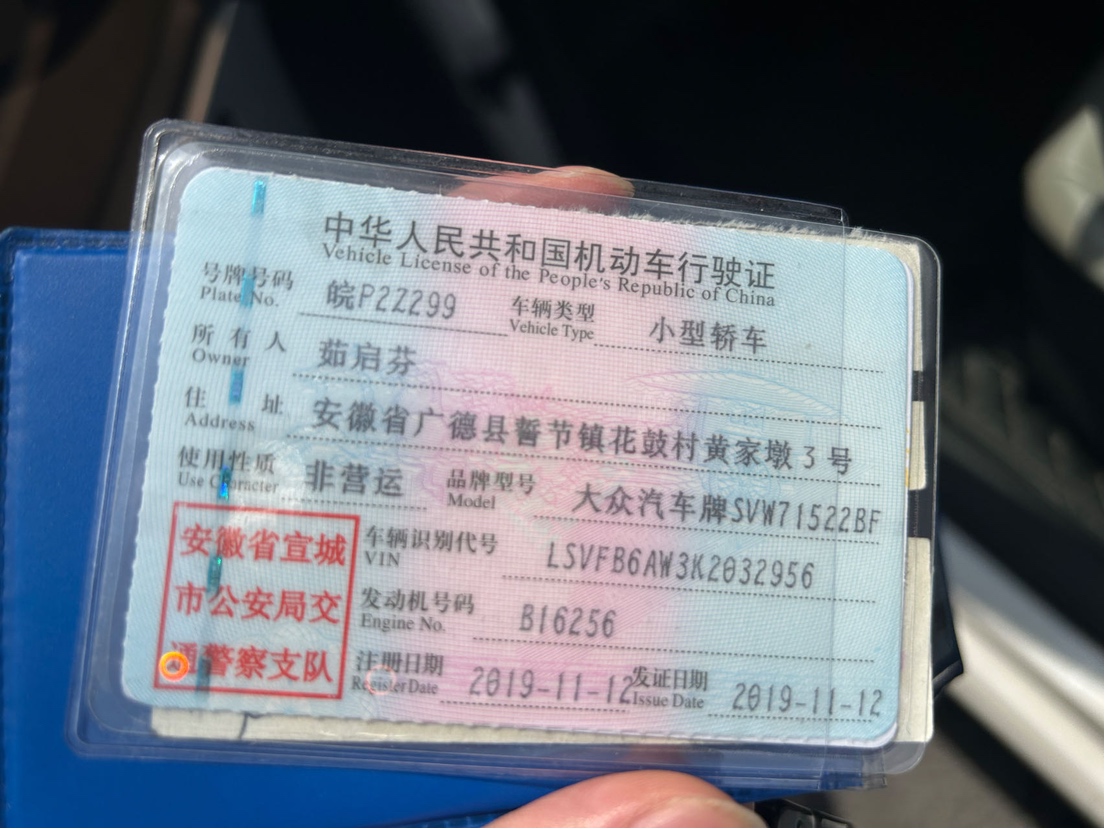 中华人民共和国机动车行驶证
Vehicle License of the People's Republic of China
号牌号码 皖P2Z299 车辆类型 小型轿车
Plate No. Vehicle Type
所有人 茹启芬
Owner
住址 安徽省广德县誓节镇花鼓村黄家墩3号
Address
使用性质 非营运 品牌型号 大众汽车牌SVW71522BF
Use Character Model
安徽省宣城
市公安局交
通警察支队
车辆识别代号 LSVFB6AW3K2032956
VIN
发动机号码 BI6256
Engine No.
注册日期 2019-11-12 发证日期 2019-11-12
Register Date Issue Date